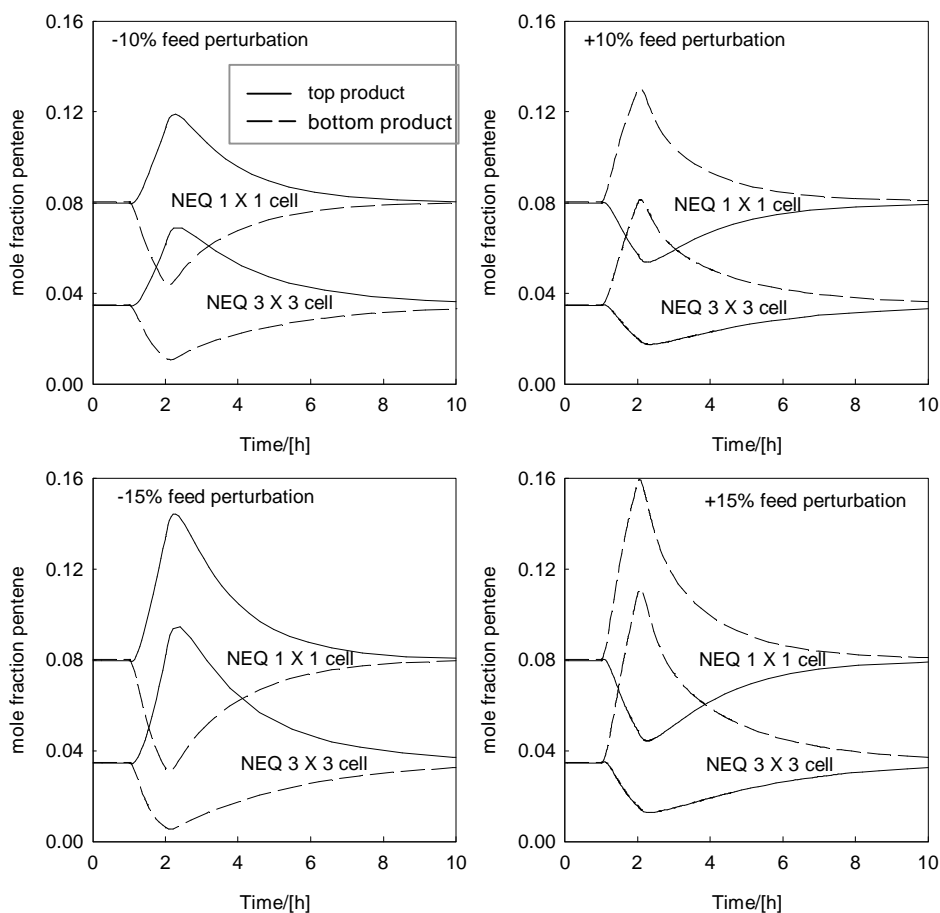 -10% feed perturbation
top product
bottom product
NEQ 1 X 1 cell
NEQ 3 X 3 cell
mole fraction pentene
0.16
0.12
0.08
0.04
0.00
0 2 4 6 8 10
Time/[h]
+10% feed perturbation
NEQ 1 X 1 cell
NEQ 3 X 3 cell
mole fraction pentene
0.16
0.12
0.08
0.04
0.00
0 2 4 6 8 10
Time/[h]
-15% feed perturbation
NEQ 1 X 1 cell
NEQ 3 X 3 cell
mole fraction pentene
0.16
0.12
0.08
0.04
0.00
0 2 4 6 8 10
Time/[h]
+15% feed perturbation
NEQ 1 X 1 cell
NEQ 3 X 3 cell
mole fraction pentene
0.16
0.12
0.08
0.04
0.00
0 2 4 6 8 10
Time/[h]